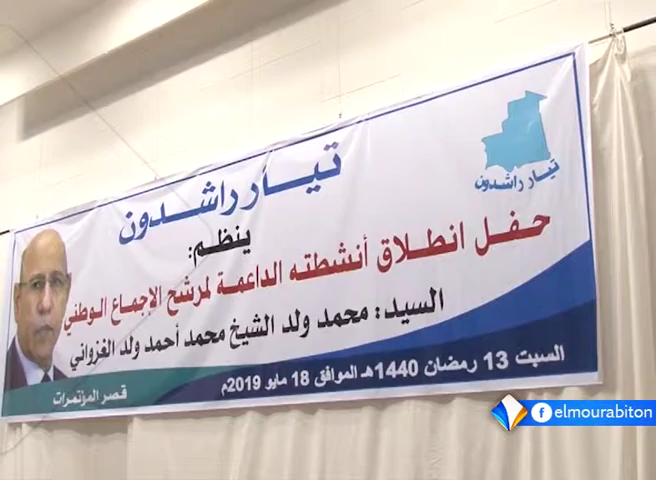 تيار راشدون
تيار راشدون
ينظم:
حفل انطلاق أنشطته الداعمة لمرشح الإجماع الوطني
السيد: محمد ولد الشيخ محمد أحمد ولد الغزواني
السبت 13 رمضان 1440هـ الموافق 18 مايو 2019م
قصر المؤتمرات
f elmourabiton